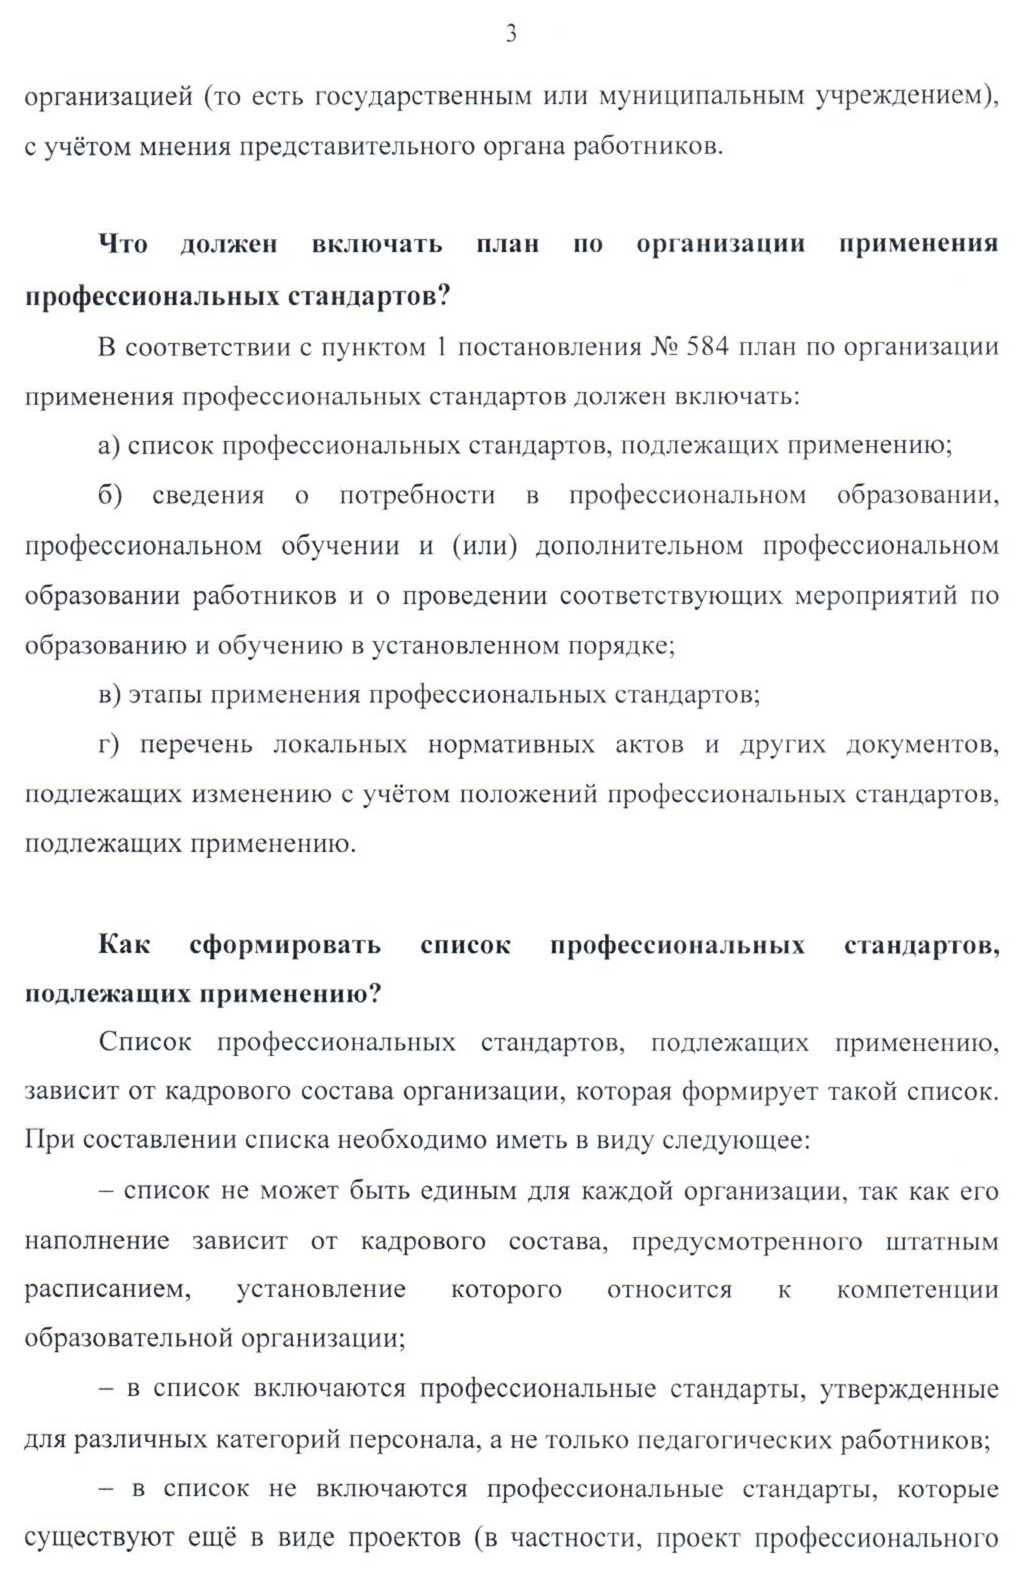 3
организацией (то есть государственным или муниципальным учреждением),
с учётом мнения представительного органа работников.
Что должен включать план по организации применения
профессиональных стандартов?
В соответствии с пунктом 1 постановления № 584 план по организации
применения профессиональных стандартов должен включать:
а) список профессиональных стандартов, подлежащих применению;
б) сведения о потребности в профессиональном образовании,
профессиональном обучении и (или) дополнительном профессиональном
образовании работников и о проведении соответствующих мероприятий по
образованию и обучению в установленном порядке;
в) этапы применения профессиональных стандартов;
г) перечень локальных нормативных актов и других документов,
подлежащих изменению с учётом положений профессиональных стандартов,
подлежащих применению.
Как сформировать список профессиональных стандартов,
подлежащих применению?
Список профессиональных стандартов, подлежащих применению,
зависит от кадрового состава организации, которая формирует такой список.
При составлении списка необходимо иметь в виду следующее:
– список не может быть единым для каждой организации, так как его
наполнение зависит от кадрового состава, предусмотренного штатным
расписанием, установление которого относится к компетенции
образовательной организации;
– в список включаются профессиональные стандарты, утвержденные
для различных категорий персонала, а не только педагогических работников;
– в список не включаются профессиональные стандарты, которые
существуют ещё в виде проектов (в частности, проект профессионального